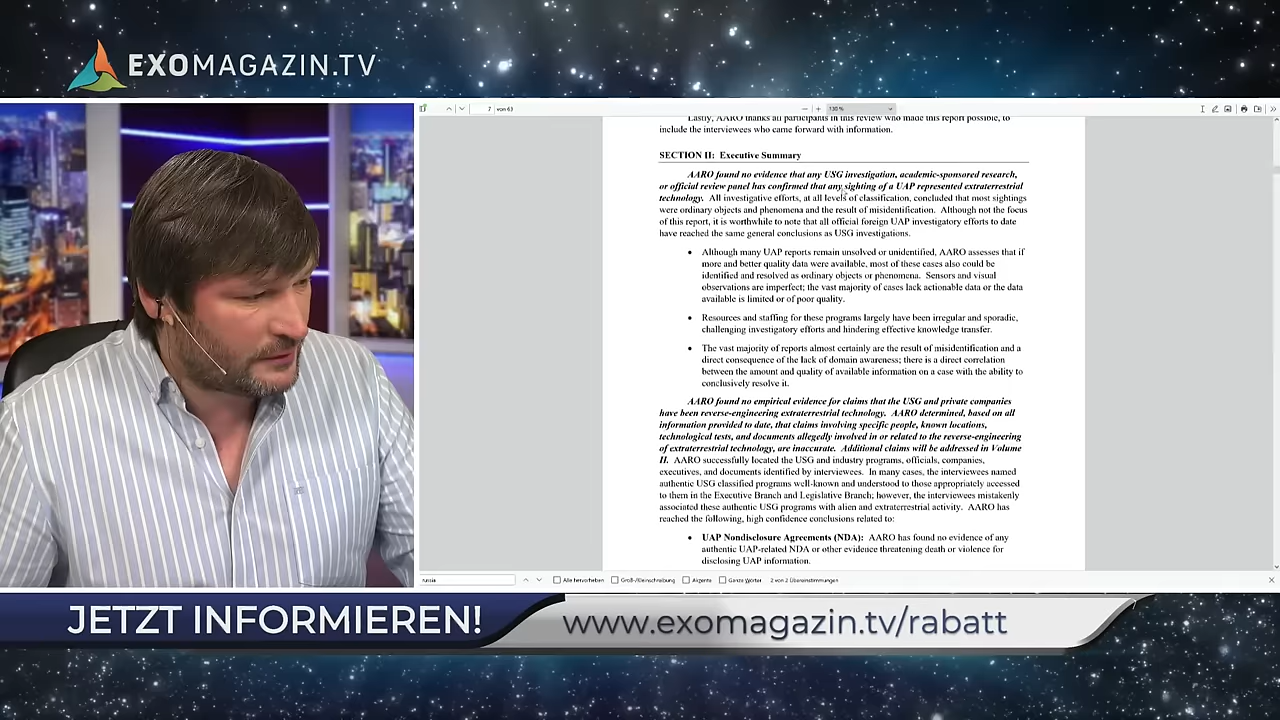 EXOMAGAZIN.TV
7 von 63
130 %
Lastly, AARO thanks all participants in this review who made this report possible, to
include the interviewees who came forward with information.
SECTION II: Executive Summary
AARO found no evidence that any USG investigation, academic-sponsored research,
or official review panel has confirmed that any sighting of a UAP represented extraterrestrial
technology. All investigative efforts, at all levels of classification, concluded that most sightings
were ordinary objects and phenomena and the result of misidentification. Although not the focus
of this report, it is worthwhile to note that all official foreign UAP investigatory efforts to date
have reached the same general conclusions as USG investigations.
• Although many UAP reports remain unsolved or unidentified, AARO assesses that if
more and better quality data were available, most of these cases also could be
identified and resolved as ordinary objects or phenomena. Sensors and visual
observations are imperfect; the vast majority of cases lack actionable data or the data
available is limited or of poor quality.
• Resources and staffing for these programs largely have been irregular and sporadic,
challenging investigatory efforts and hindering effective knowledge transfer.
• The vast majority of reports almost certainly are the result of misidentification and a
direct consequence of the lack of domain awareness; there is a direct correlation
between the amount and quality of available information on a case with the ability to
conclusively resolve it.
AARO found no empirical evidence for claims that the USG and private companies
have been reverse-engineering extraterrestrial technology. AARO determined, based on all
information provided to date, that claims involving specific people, known locations,
technological tests, and documents allegedly involved in or related to the reverse-engineering
of extraterrestrial technology, are inaccurate. Additional claims will be addressed in Volume
II. AARO successfully located the USG and industry programs, officials, companies,
executives, and documents identified by interviewees. In many cases, the interviewees named
authentic USG classified programs well-known and understood to those appropriately accessed
to them in the Executive Branch and Legislative Branch; however, the interviewees mistakenly
associated these authentic USG programs with alien and extraterrestrial activity. AARO has
reached the following, high confidence conclusions related to:
• UAP Nondisclosure Agreements (NDA): AARO has found no evidence of any
authentic UAP-related NDA or other evidence threatening death or violence for
disclosing UAP information.
russia Alle hervorheben Groß-/Kleinschreibung Akzente Ganze Wörter 2 von 2 Übereinstimmungen
JETZT INFORMIEREN! www.exomagazin.tv/rabatt